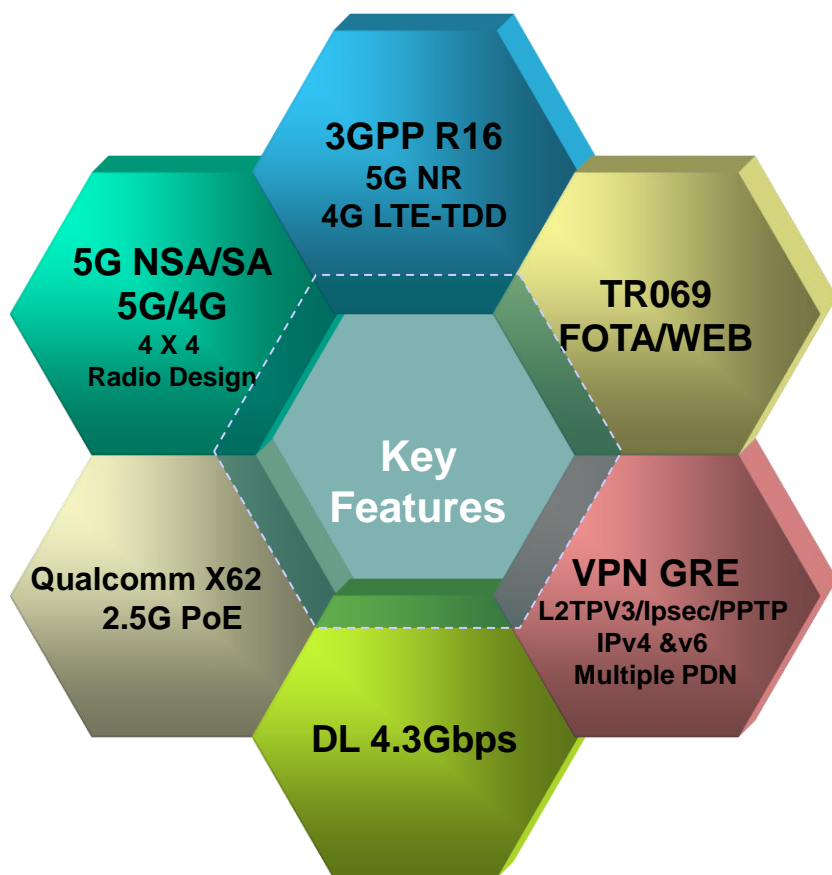 3GPP R16
5G NR
4G LTE-TDD
5G NSA/SA
5G/4G
4 X 4
Radio Design
TR069
FOTA/WEB
Key
Features
Qualcomm X62
2.5G PoE
VPN GRE
L2TPV3/Ipsec/PPTP
IPv4 &v6
Multiple PDN
DL 4.3Gbps